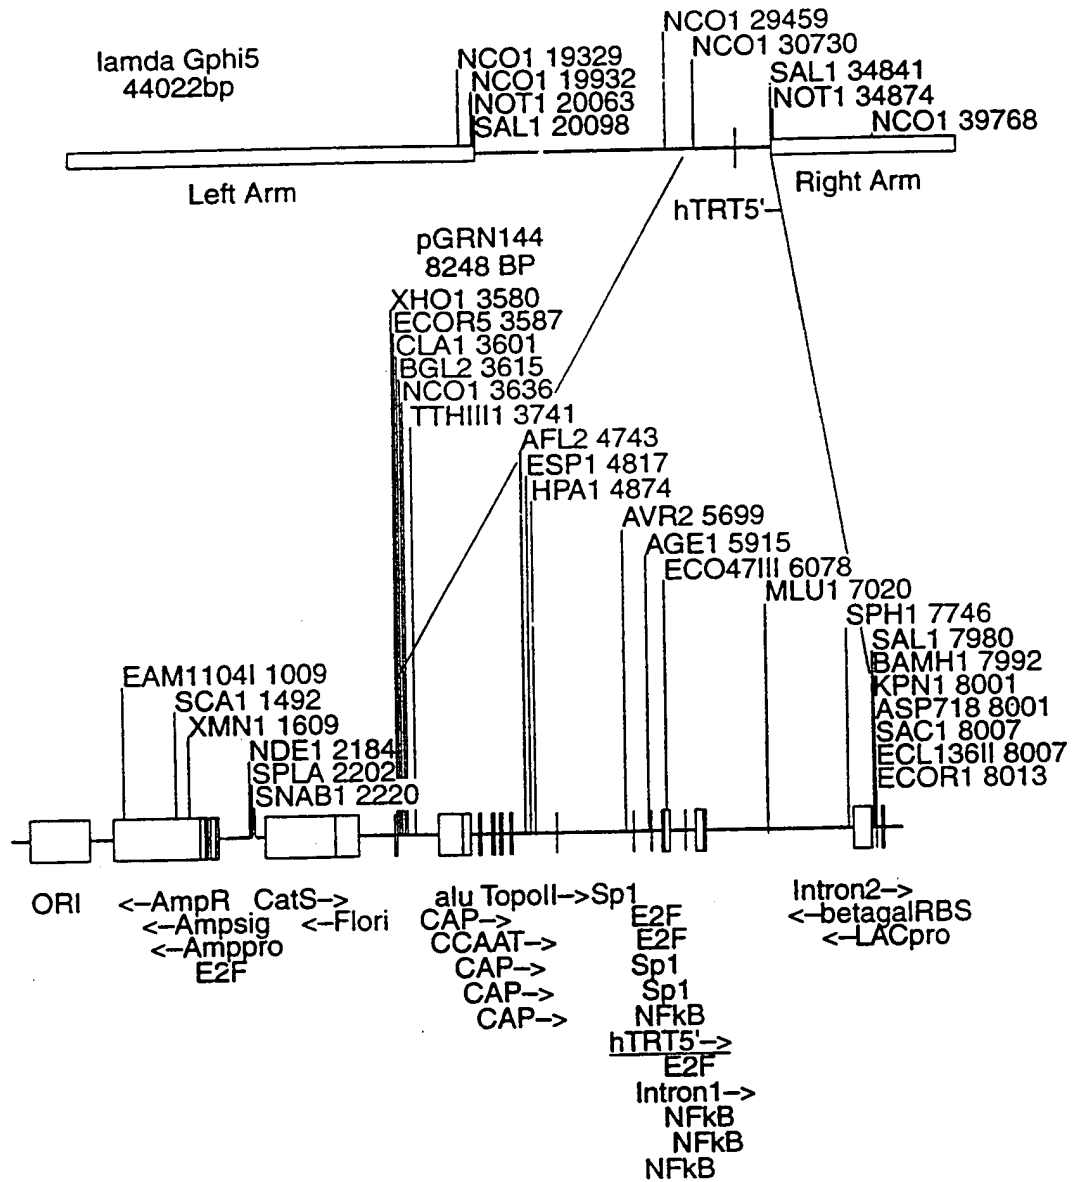 lamda Gphi5
44022bp
NCO1 19329
NCO1 19932
NOT1 20063
SAL1 20098
NCO1 29459
NCO1 30730
SAL1 34841
NOT1 34874
NCO1 39768
Left Arm
Right Arm
hTRT5'–
pGRN144
8248 BP
XHO1 3580
ECOR5 3587
CLA1 3601
BGL2 3615
NCO1 3636
TTHIII1 3741
AFL2 4743
ESP1 4817
HPA1 4874
AVR2 5699
AGE1 5915
ECO47III 6078
MLU1 7020
SPH1 7746
SAL1 7980
BAMH1 7992
KPN1 8001
ASP718 8001
SAC1 8007
ECL136II 8007
ECOR1 8013
EAM1104I 1009
SCA1 1492
XMN1 1609
NDE1 2184
SPLA 2202
SNAB1 2220
ORI
<–AmpR
<–Ampsig
<–Amppro
E2F
CatS–>
<–Flori
alu TopoII–>Sp1
CAP–>
CCAAT–>
CAP–>
CAP–>
CAP–>
E2F
E2F
Sp1
Sp1
NFkB
hTRT5'–>
E2F
Intron1–>
NFkB
NFkB
NFkB
Intron2–>
<–betagalRBS
<–LACpro